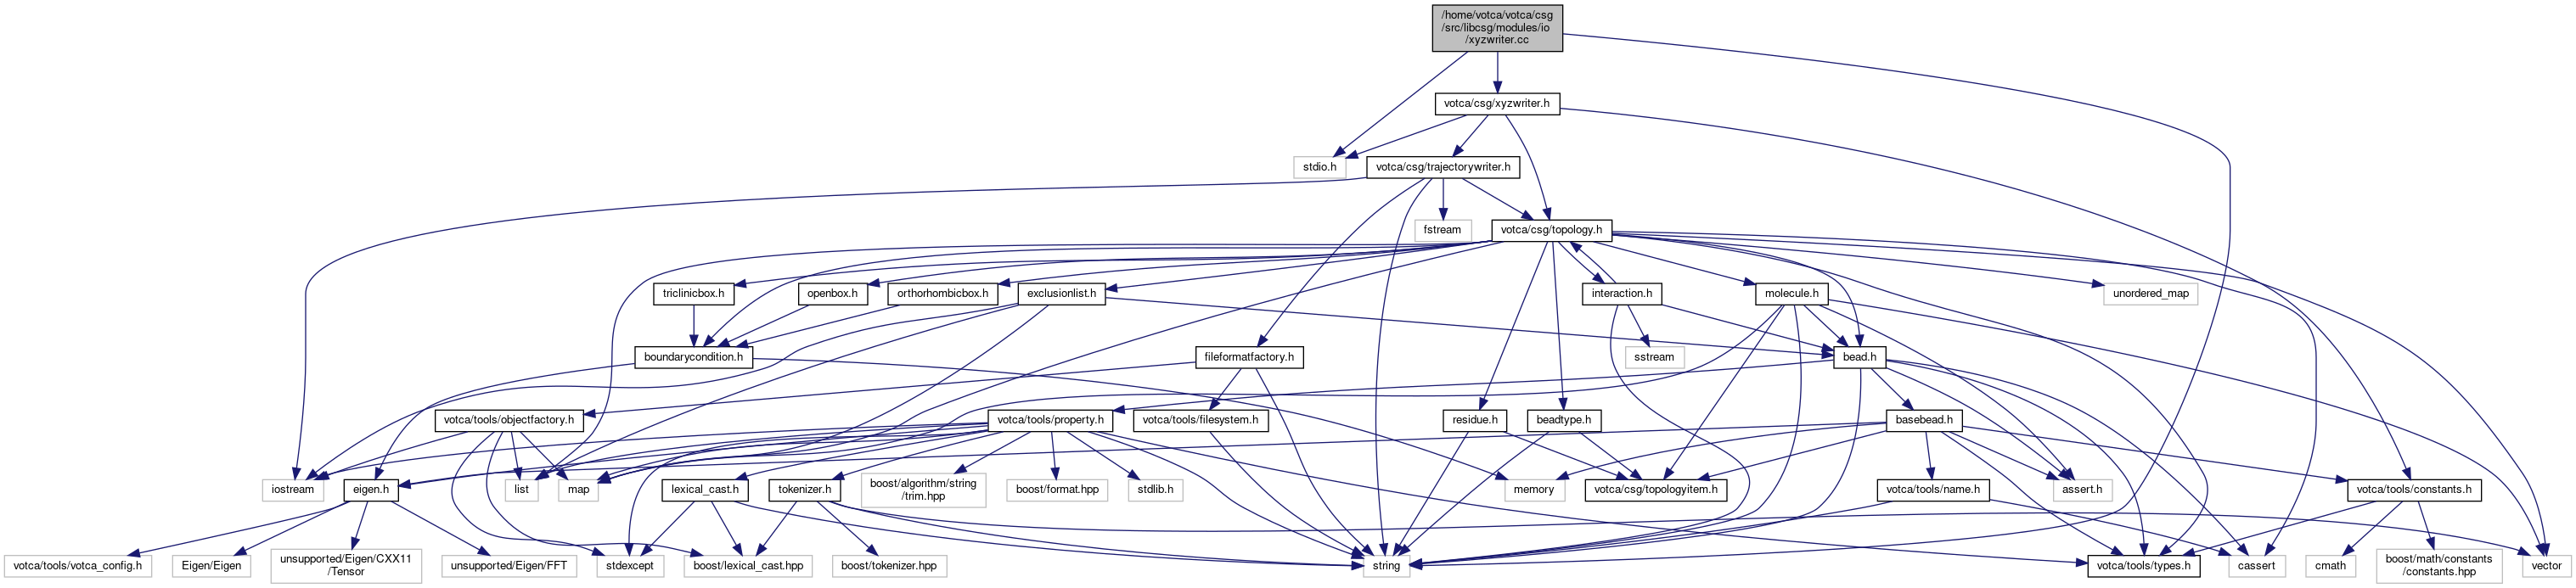 /home/votca/votca/csg
/src/libcsg/modules/io
/xyzwriter.cc
votca/csg/xyzwriter.h
stdio.h
votca/csg/trajectorywriter.h
fstream
votca/csg/topology.h
triclinicbox.h
openbox.h
orthorhombicbox.h
exclusionlist.h
interaction.h
molecule.h
unordered_map
boundarycondition.h
fileformatfactory.h
sstream
bead.h
votca/tools/objectfactory.h
votca/tools/property.h
votca/tools/filesystem.h
residue.h
beadtype.h
basebead.h
iostream
eigen.h
list
map
lexical_cast.h
tokenizer.h
boost/algorithm/string
/trim.hpp
boost/format.hpp
stdlib.h
memory
votca/csg/topologyitem.h
votca/tools/name.h
assert.h
votca/tools/constants.h
votca/tools/votca_config.h
Eigen/Eigen
unsupported/Eigen/CXX11
/Tensor
unsupported/Eigen/FFT
stdexcept
boost/lexical_cast.hpp
boost/tokenizer.hpp
string
votca/tools/types.h
cassert
cmath
boost/math/constants
/constants.hpp
vector